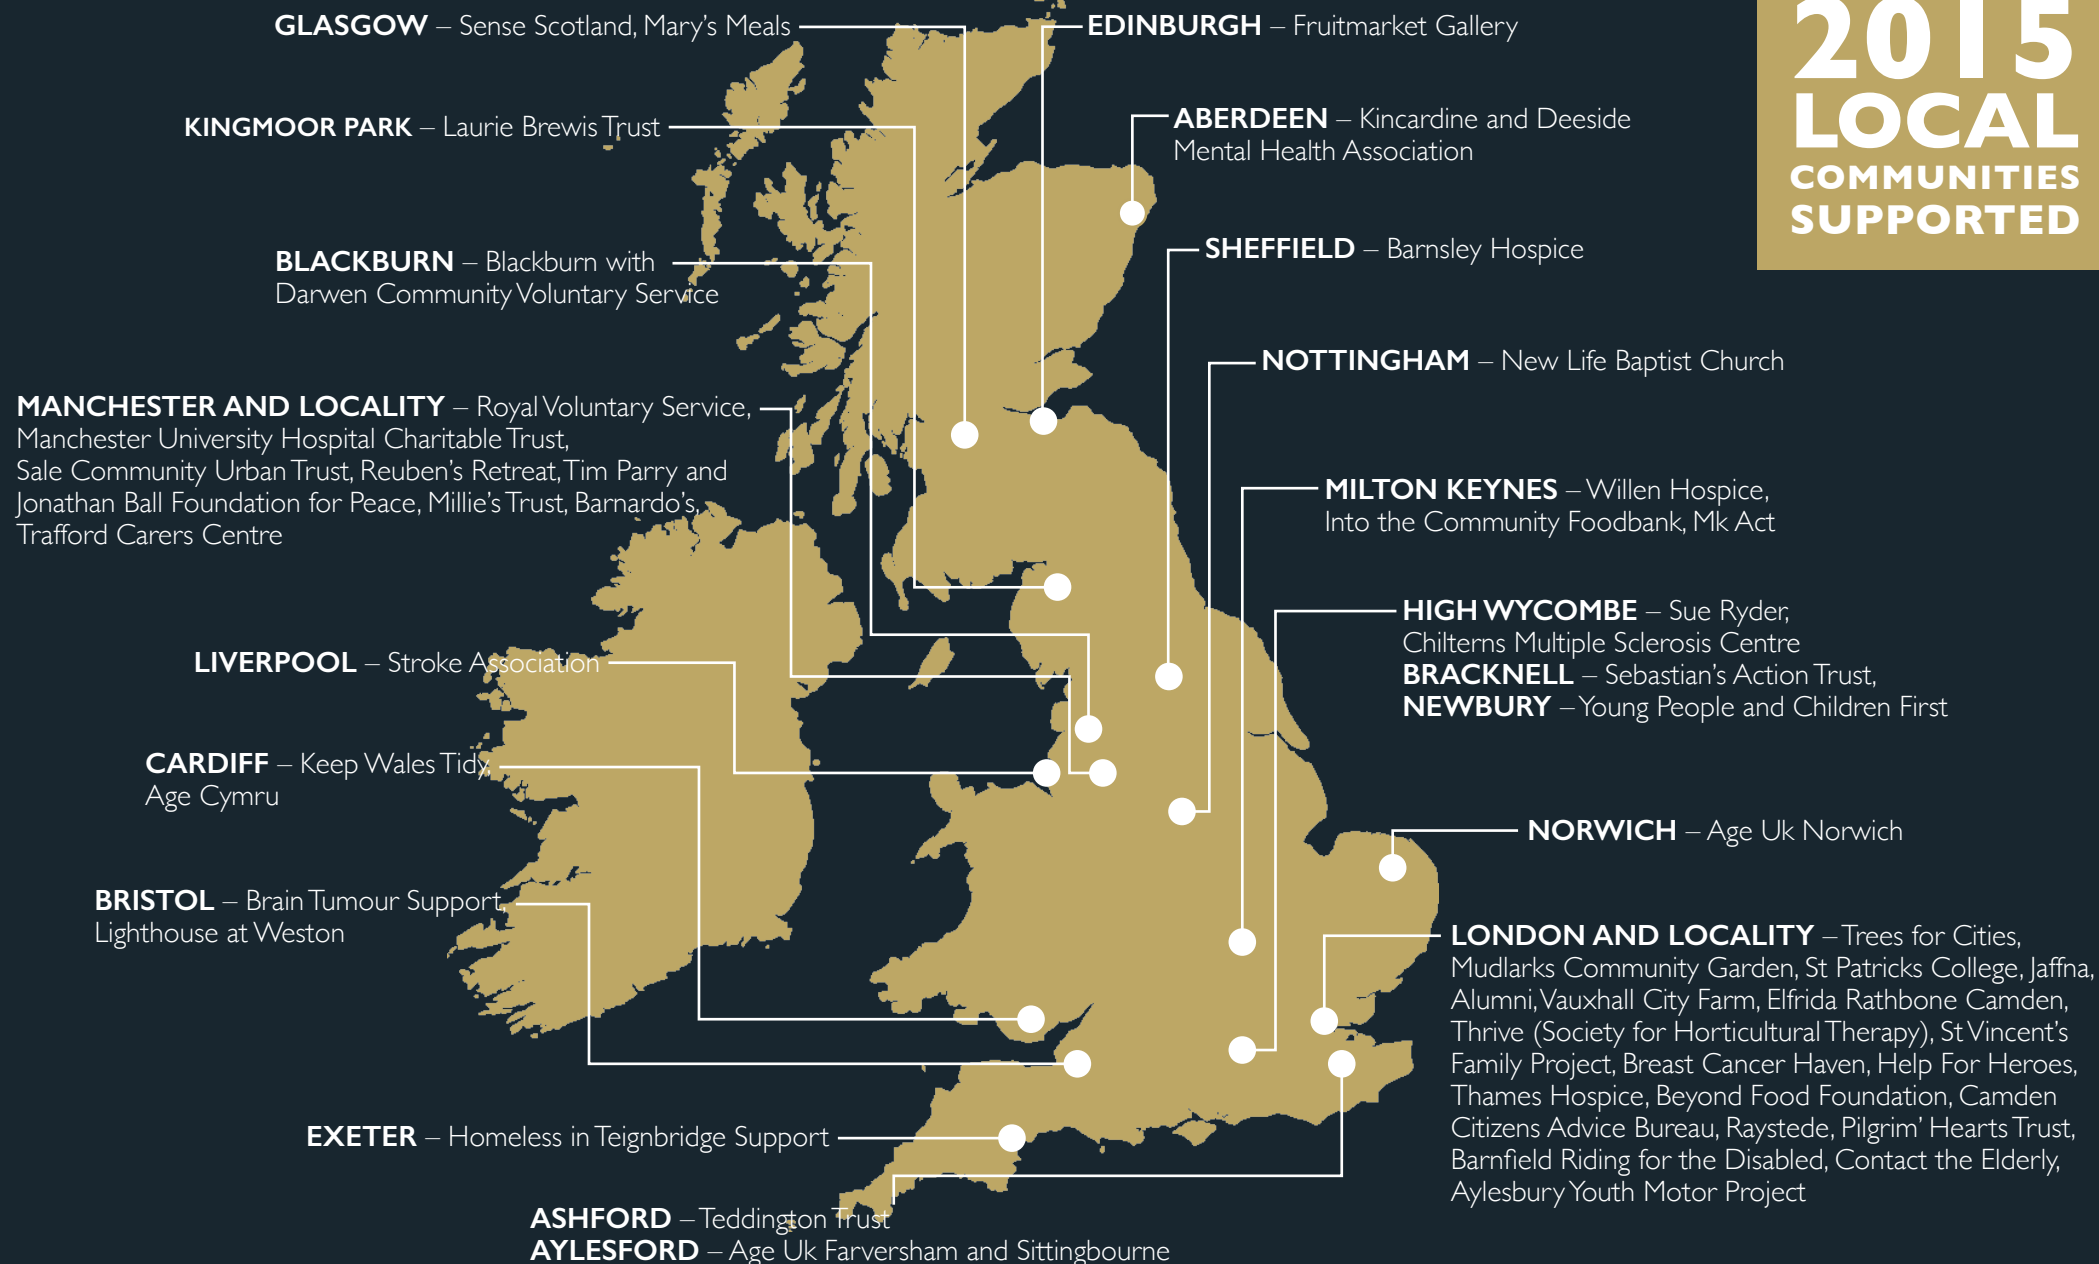 GLASGOW – Sense Scotland, Mary's Meals
EDINBURGH – Fruitmarket Gallery
2015
LOCAL
COMMUNITIES
SUPPORTED
KINGMOOR PARK – Laurie Brewis Trust
ABERDEEN – Kincardine and Deeside
Mental Health Association
BLACKBURN – Blackburn with
Darwen Community Voluntary Service
SHEFFIELD – Barnsley Hospice
NOTTINGHAM – New Life Baptist Church
MANCHESTER AND LOCALITY – Royal Voluntary Service,
Manchester University Hospital Charitable Trust,
Sale Community Urban Trust, Reuben's Retreat, Tim Parry and
Jonathan Ball Foundation for Peace, Millie's Trust, Barnardo's,
Trafford Carers Centre
MILTON KEYNES – Willen Hospice,
Into the Community Foodbank, Mk Act
HIGH WYCOMBE – Sue Ryder,
Chilterns Multiple Sclerosis Centre
BRACKNELL – Sebastian's Action Trust,
NEWBURY – Young People and Children First
LIVERPOOL – Stroke Association
CARDIFF – Keep Wales Tidy,
Age Cymru
NORWICH – Age Uk Norwich
BRISTOL – Brain Tumour Support,
Lighthouse at Weston
LONDON AND LOCALITY – Trees for Cities,
Mudlarks Community Garden, St Patricks College, Jaffna,
Alumni, Vauxhall City Farm, Elfrida Rathbone Camden,
Thrive (Society for Horticultural Therapy), St Vincent's
Family Project, Breast Cancer Haven, Help For Heroes,
Thames Hospice, Beyond Food Foundation, Camden
Citizens Advice Bureau, Raystede, Pilgrim' Hearts Trust,
Barnfield Riding for the Disabled, Contact the Elderly,
Aylesbury Youth Motor Project
EXETER – Homeless in Teignbridge Support
ASHFORD – Teddington Trust
AYLESFORD – Age Uk Farversham and Sittingbourne